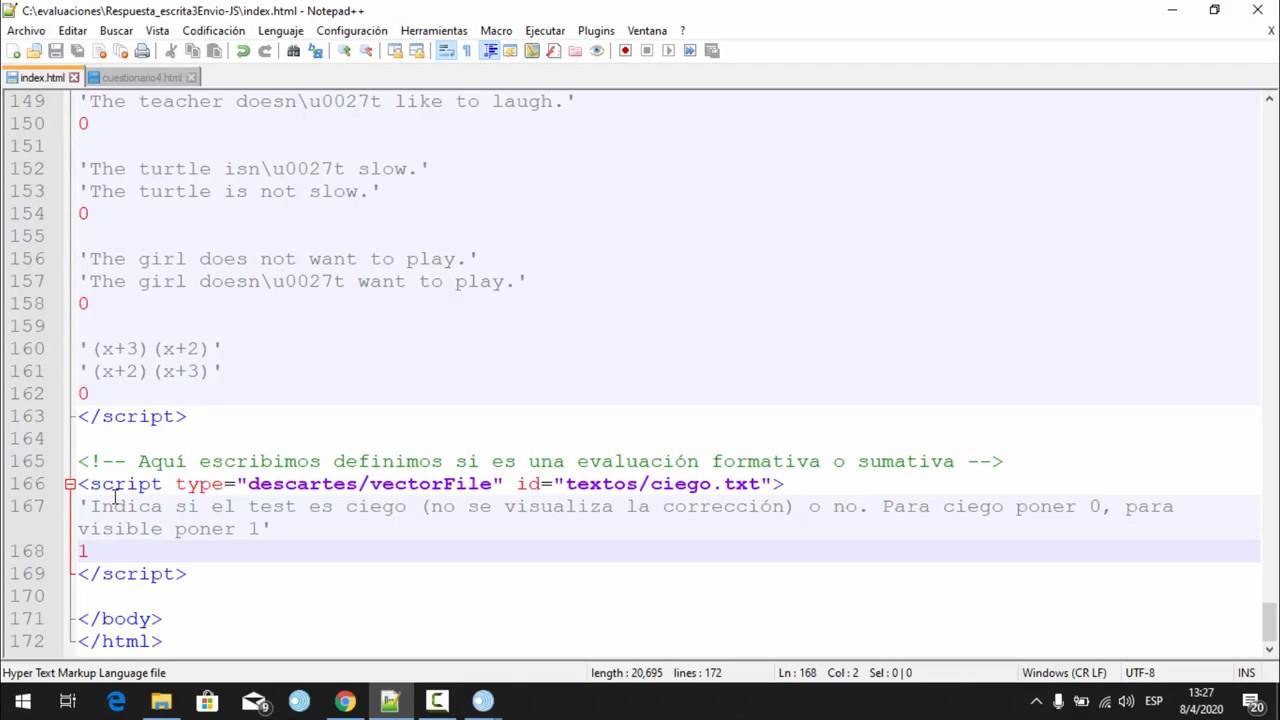 C:\evaluaciones\Respuesta_escrita3Envio-JS\index.html - Notepad++
Archivo Editar Buscar Vista Codificación Lenguaje Configuración Herramientas Macro Ejecutar Plugins Ventana ?
index.html cuestionario4.html
149 'The teacher doesn\u0027t like to laugh.'
150 0
151
152 'The turtle isn\u0027t slow.'
153 'The turtle is not slow.'
154 0
155
156 'The girl does not want to play.'
157 'The girl doesn\u0027t want to play.'
158 0
159
160 '(x+3)(x+2)'
161 '(x+2)(x+3)'
162 0
163 </script>
164
165 <!-- Aquí escribimos definimos si es una evaluación formativa o sumativa -->
166 <script type="descartes/vectorFile" id="textos/ciego.txt">
167 'Indica si el test es ciego (no se visualiza la corrección) o no. Para ciego poner 0, para
visible poner 1'
168 1
169 </script>
170
171 </body>
172 </html>
Hyper Text Markup Language file length : 20,695 lines : 172 Ln : 168 Col : 2 Sel : 0 | 0 Windows (CR LF) UTF-8 INS
9 ESP 13:27
8/4/2020 20